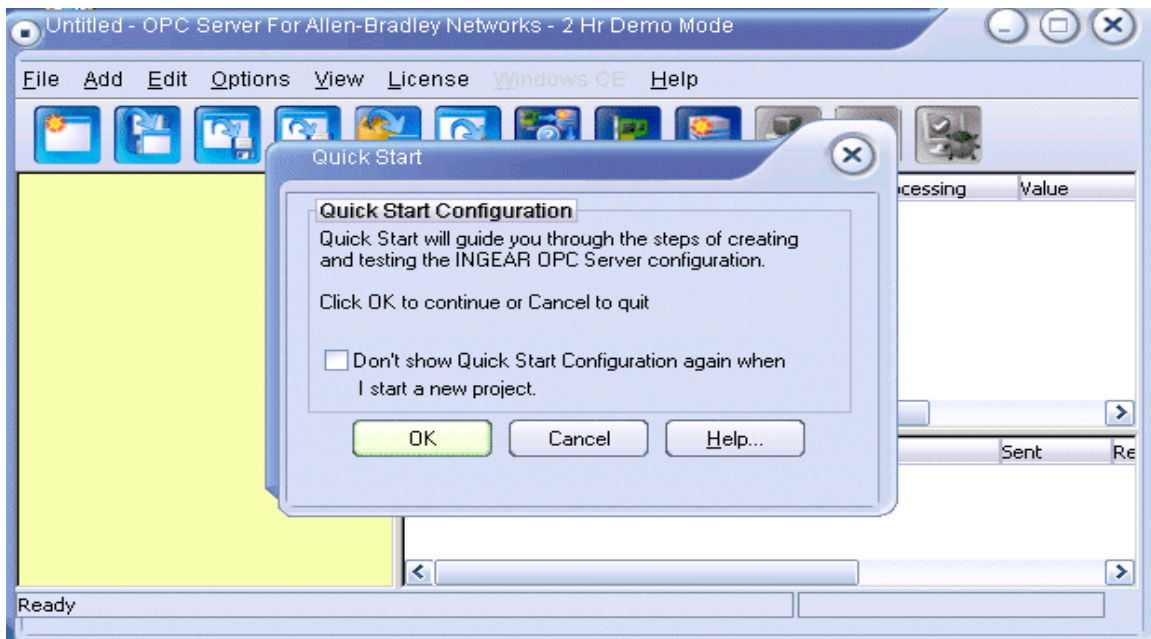 Untitled - OPC Server For Allen-Bradley Networks - 2 Hr Demo Mode
File Add Edit Options View License Windows CE Help
Quick Start
Value
Quick Start Configuration
Quick Start will guide you through the steps of creating
and testing the INGEAR OPC Server configuration.
Click OK to continue or Cancel to quit
Don't show Quick Start Configuration again when
I start a new project.
OK Cancel Help...
Sent
Ready